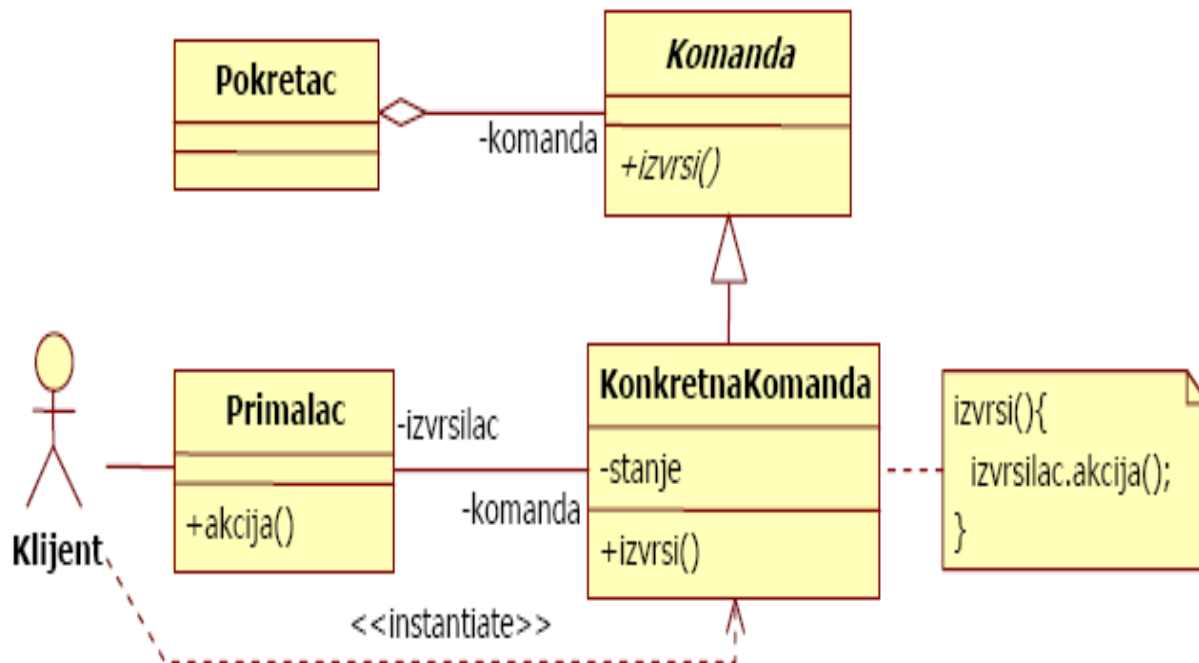 Pokretac
-komanda
Komanda
+izvrsi()
Klijent
Primalac
+akcija()
-izvrsilac
-komanda
KonkretnaKomanda
-stanje
+izvrsi()
izvrsi(){
izvrsilac.akcija();
}
<<instantiate>>